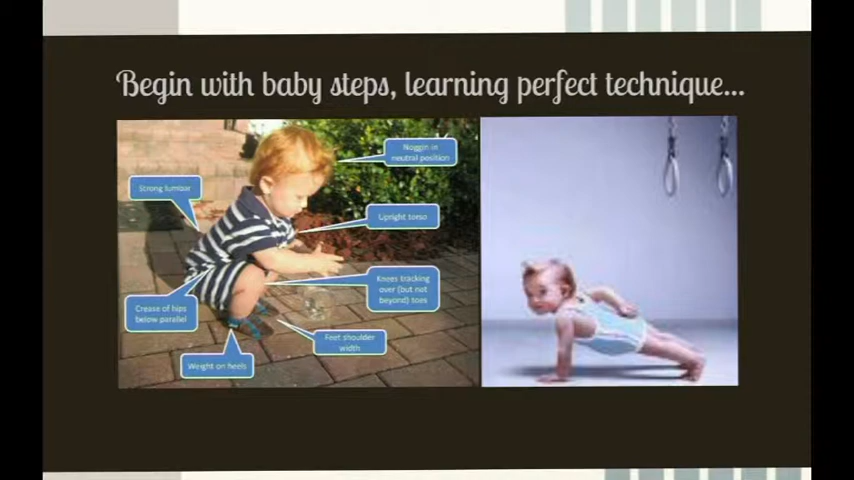 Begin with baby steps, learning perfect technique...
Noggin in
neutral position
Strong lumbar
Upright torso
Knees tracking
over (but not
beyond) toes
Crease of hips
below parallel
Feet shoulder
width
Weight on heels